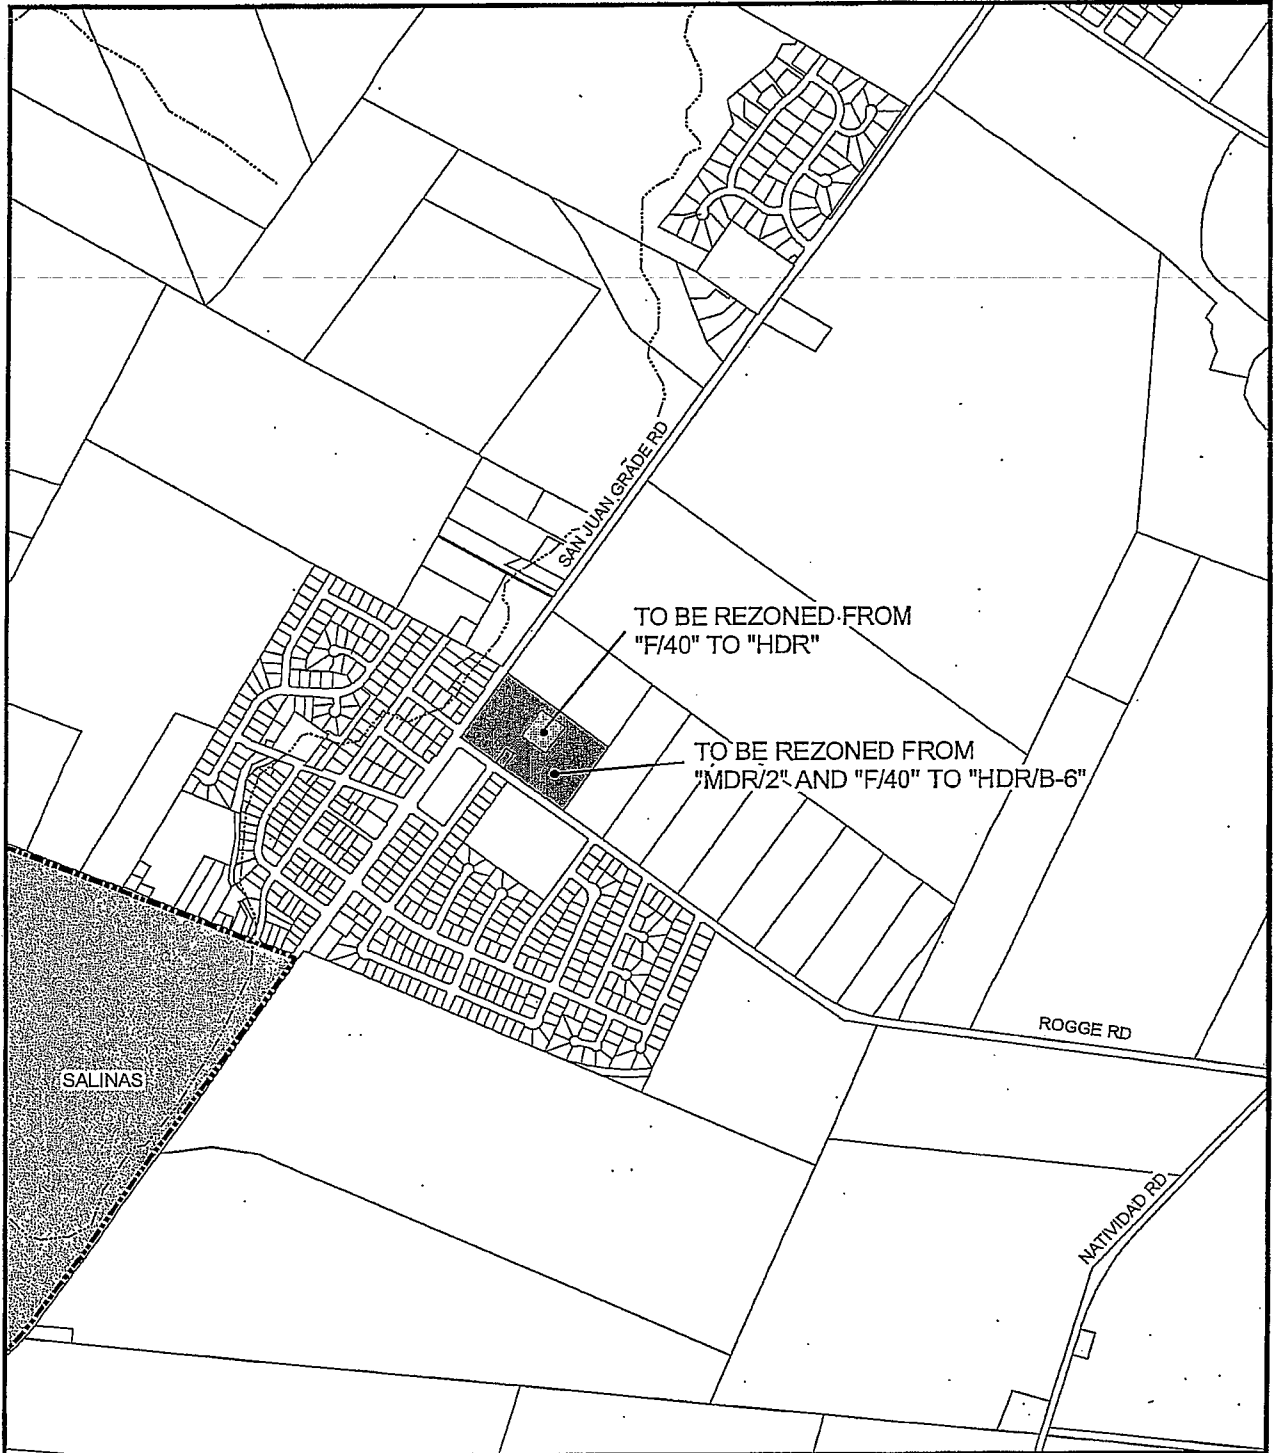 SAN JUAN GRADE RD
TO BE REZONED FROM
"F/40" TO "HDR"
TO BE REZONED FROM
"MDR/2" AND "F/40" TO "HDR/B-6"
ROGGE RD
SALINAS
NATIVIDAD RD